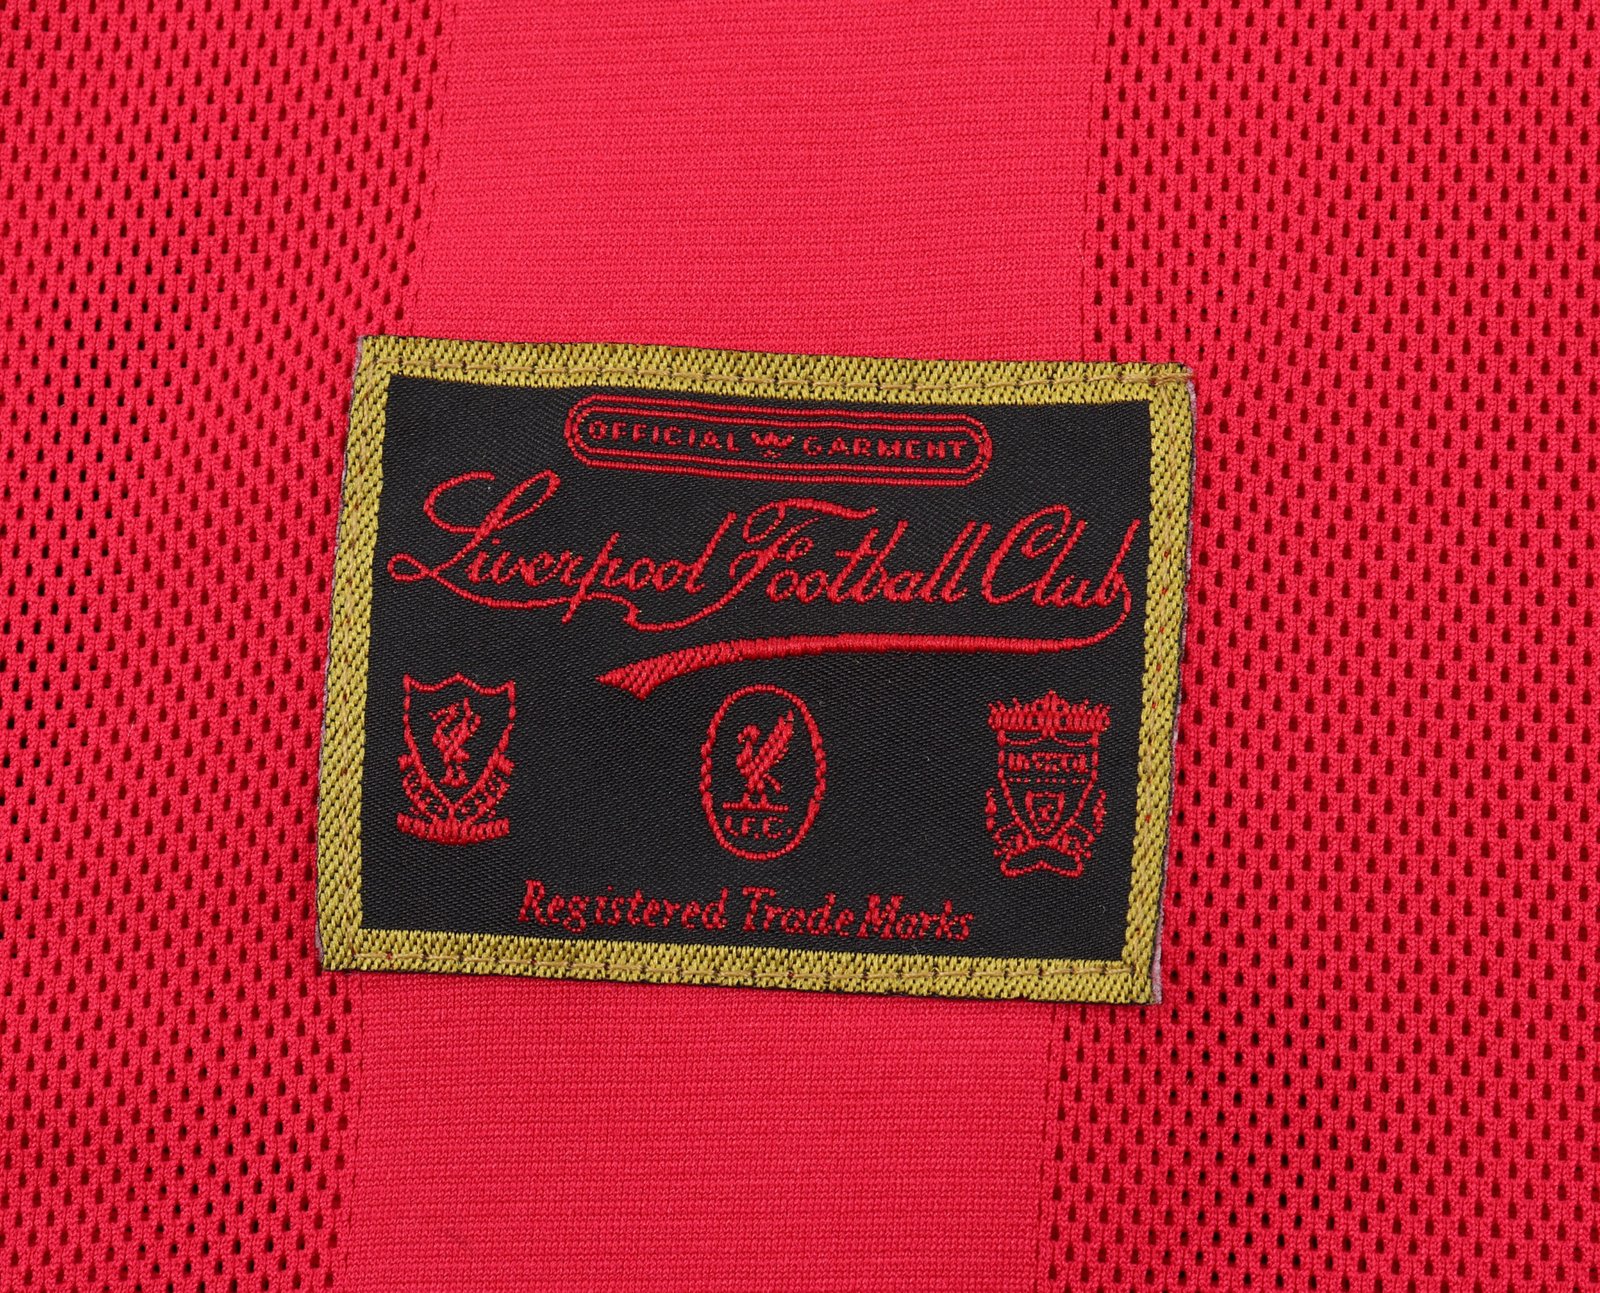 OFFICIAL GARMENT
Liverpool Football Club
L.F.C.
Registered Trade Marks